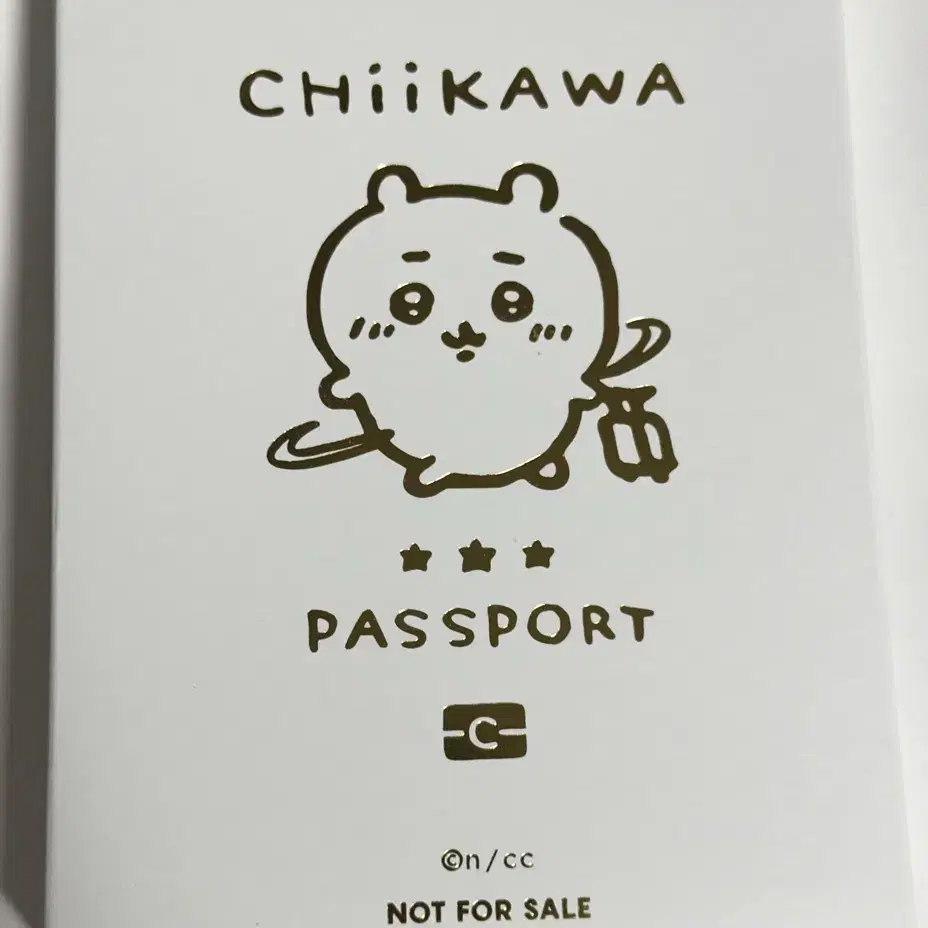 CHiiKAWA
PASSPORT
C
©n/cc
NOT FOR SALE